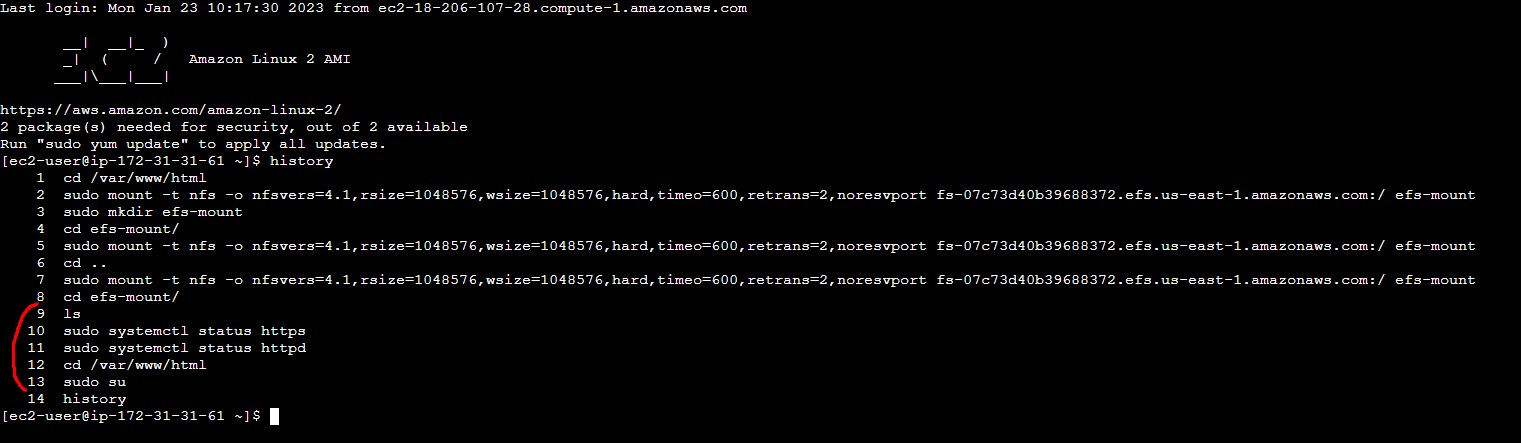 Last login: Mon Jan 23 10:17:30 2023 from ec2-18-206-107-28.compute-1.amazonaws.com
__|  __|_  )
_|  (     /   Amazon Linux 2 AMI
___|\___|___|
https://aws.amazon.com/amazon-linux-2/
2 package(s) needed for security, out of 2 available
Run "sudo yum update" to apply all updates.
[ec2-user@ip-172-31-31-61 ~]$ history
1  cd /var/www/html
2  sudo mount -t nfs -o nfsvers=4.1,rsize=1048576,wsize=1048576,hard,timeo=600,retrans=2,noresvport fs-07c73d40b39688372.efs.us-east-1.amazonaws.com:/ efs-mount
3  sudo mkdir efs-mount
4  cd efs-mount/
5  sudo mount -t nfs -o nfsvers=4.1,rsize=1048576,wsize=1048576,hard,timeo=600,retrans=2,noresvport fs-07c73d40b39688372.efs.us-east-1.amazonaws.com:/ efs-mount
6  cd ..
7  sudo mount -t nfs -o nfsvers=4.1,rsize=1048576,wsize=1048576,hard,timeo=600,retrans=2,noresvport fs-07c73d40b39688372.efs.us-east-1.amazonaws.com:/ efs-mount
8  cd efs-mount/
9  ls
10  sudo systemctl status https
11  sudo systemctl status httpd
12  cd /var/www/html
13  sudo su
14  history
[ec2-user@ip-172-31-31-61 ~]$